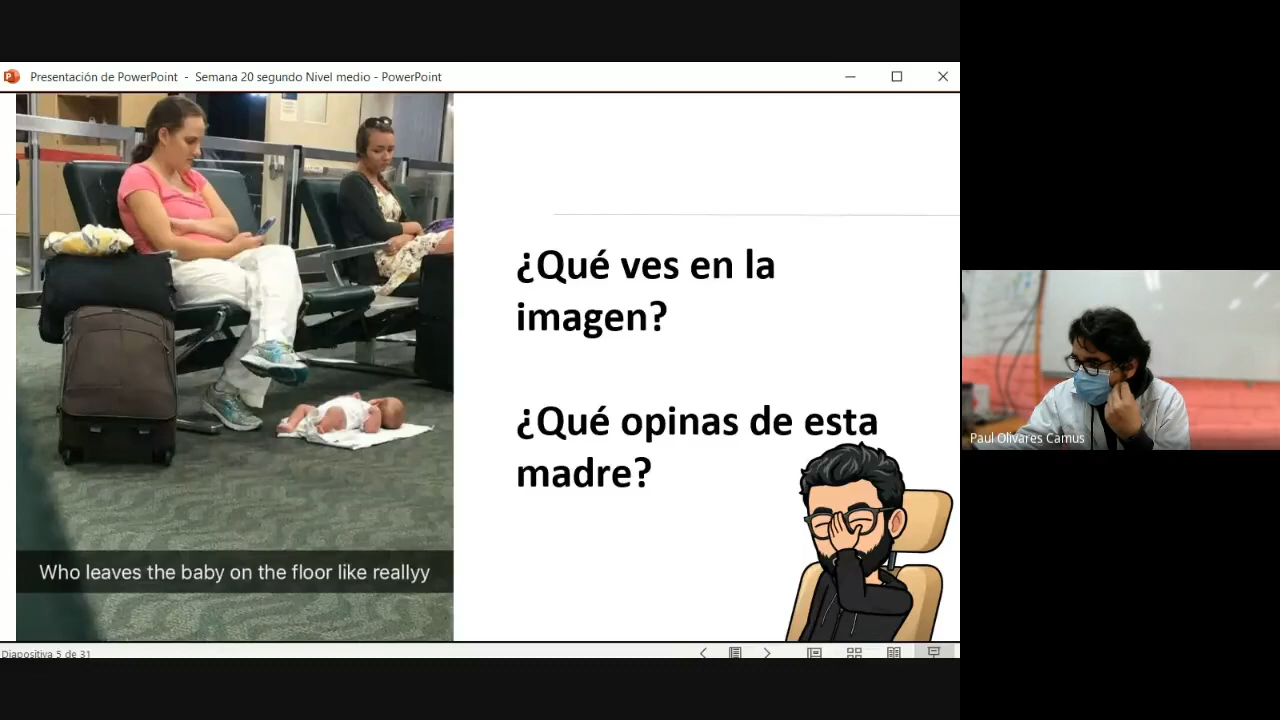 Presentación de PowerPoint - Semana 20 segundo Nivel medio - PowerPoint
¿Qué ves en la
imagen?
¿Qué opinas de esta
madre?
Who leaves the baby on the floor like reallyy
Paul Olivares Camus
Diapositiva 5 de 31